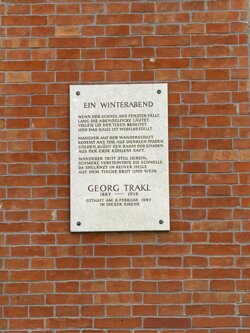 EIN WINTERABEND
WENN DER SCHNEE ANS FENSTER FÄLLT,
LANG DIE ABENDGLOCKE LÄUTET,
VIELEN IST DER TISCH BEREITET
UND DAS HAUS IST WOHLBESTELLT.
MANCHER AUF DER WANDERSCHAFT
KOMMT ANS TOR AUF DUNKLEN PFADEN.
GOLDEN BLÜHT DER BAUM DER GNADEN
AUS DER ERDE KÜHLEM SAFT.
WANDERER TRITT STILL HEREIN,
SCHMERZ VERSTEINERTE DIE SCHWELLE,
DA ERGLÄNZT IN REINER HELLE
AUF DEM TISCHE BROT UND WEIN.
GEORG TRAKL
1887 — 1914
GETAUFT AM 8. FEBRUAR 1887
IN DIESER KIRCHE